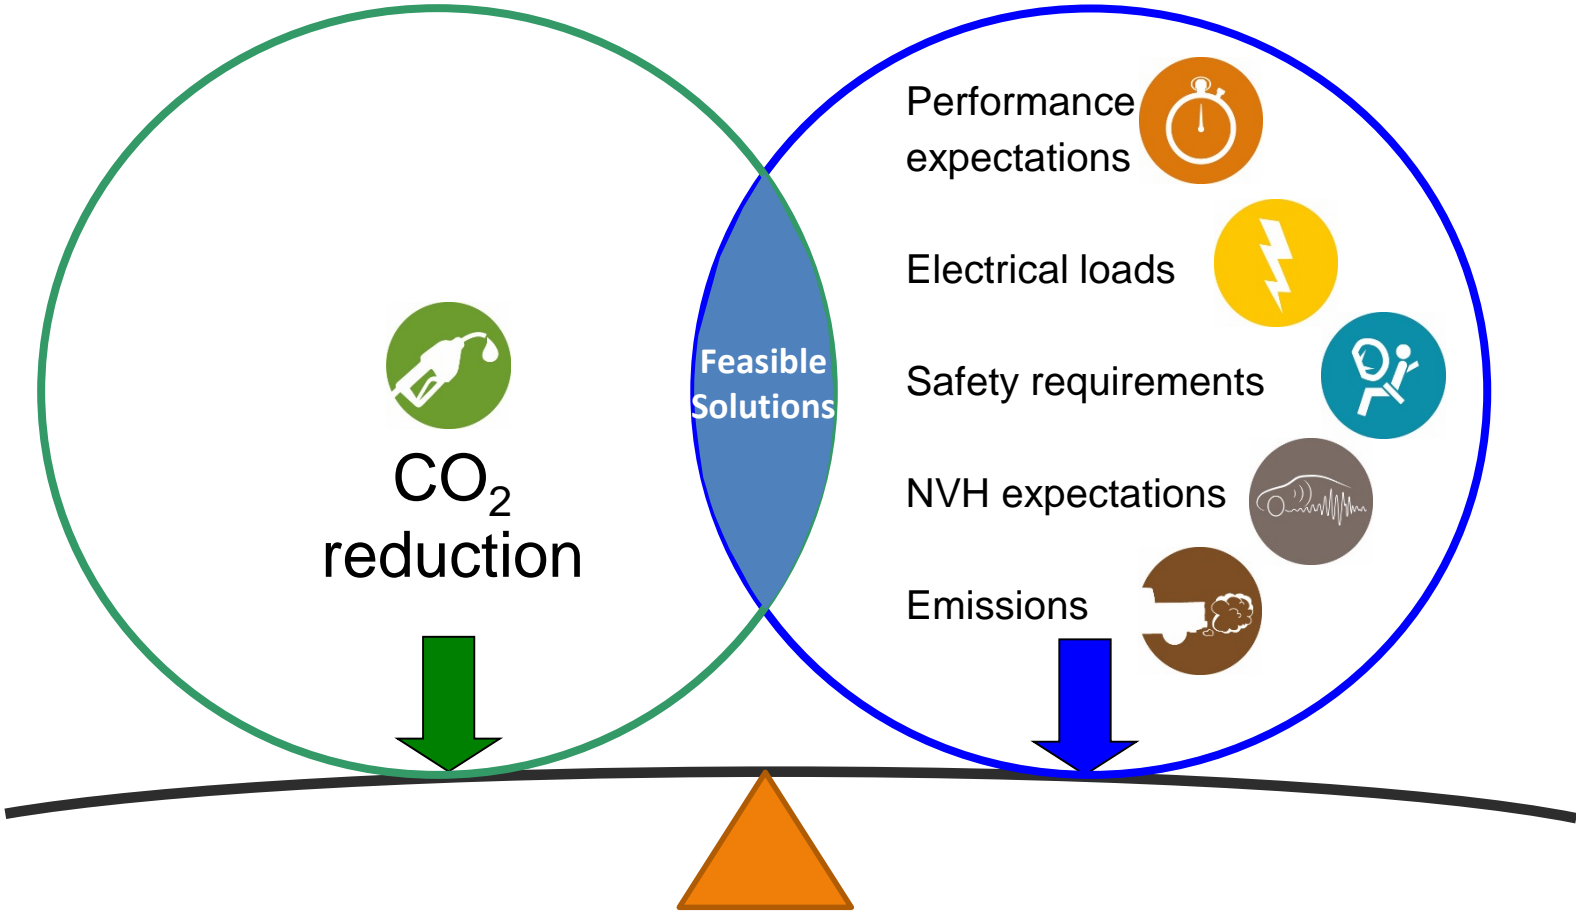 CO₂
reduction
Feasible
Solutions
Performance
expectations
Electrical loads
Safety requirements
NVH expectations
Emissions